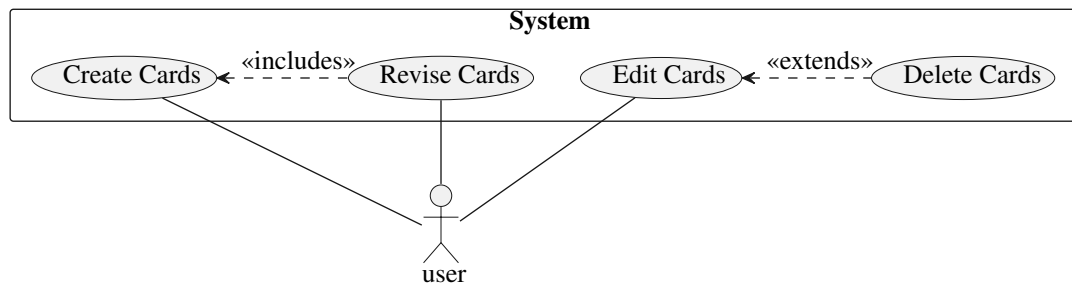 System
«includes»
«extends»
Create Cards
Revise Cards
Edit Cards
Delete Cards
user